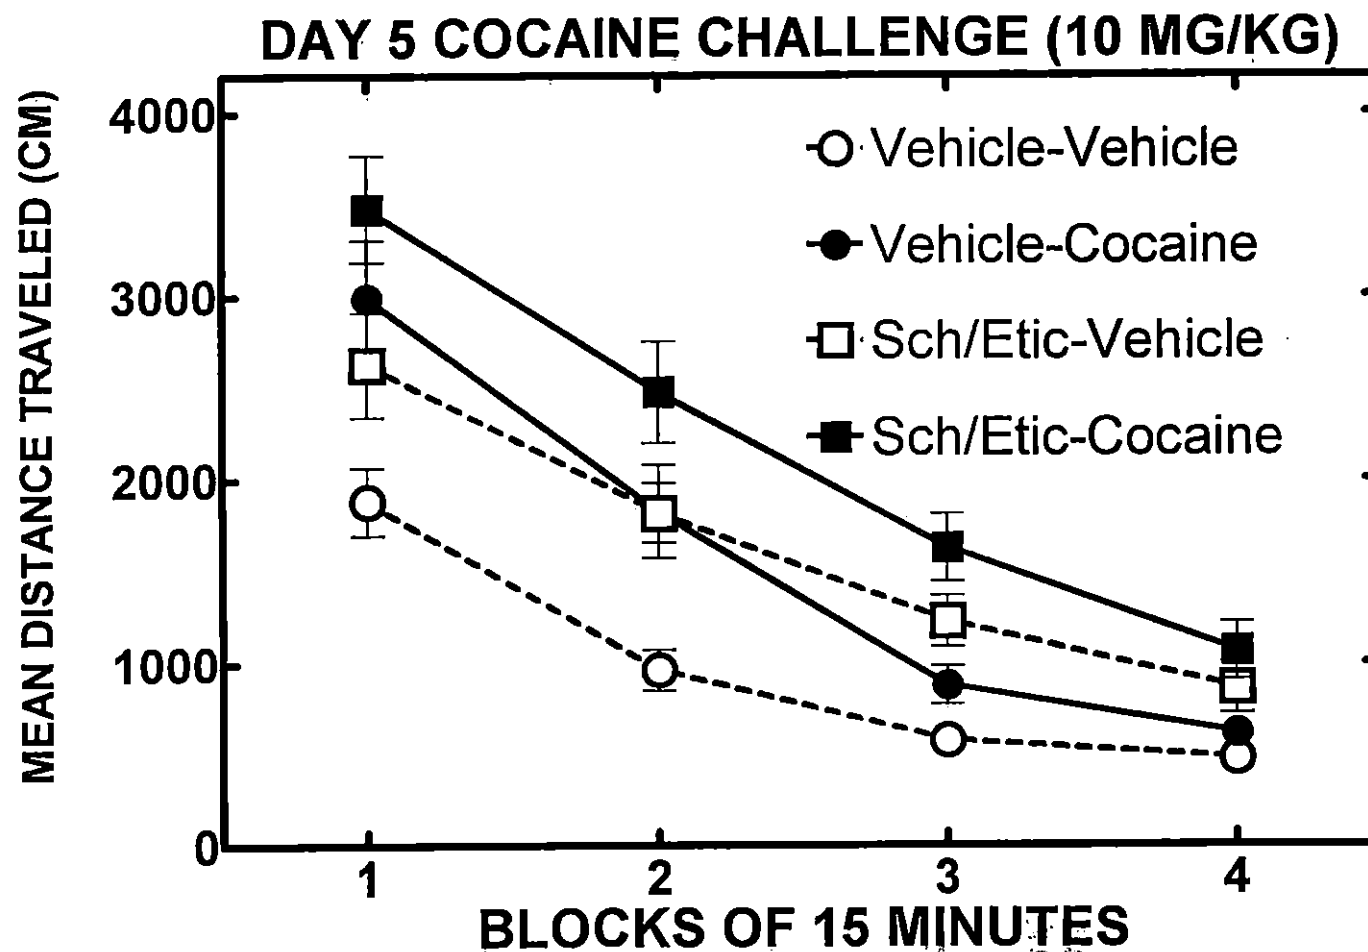 DAY 5 COCAINE CHALLENGE (10 MG/KG)
MEAN DISTANCE TRAVELED (CM)
4000
3000
2000
1000
0
Vehicle-Vehicle
Vehicle-Cocaine
Sch/Etic-Vehicle
Sch/Etic-Cocaine
1 2 3 4
BLOCKS OF 15 MINUTES